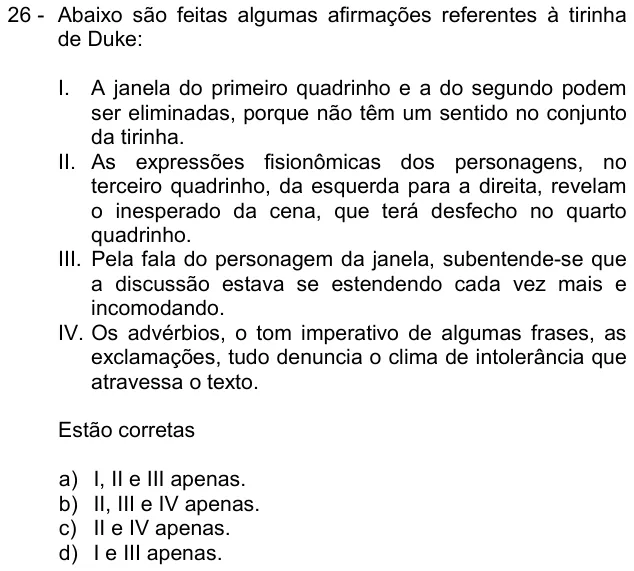 26 - Abaixo são feitas algumas afirmações referentes à tirinha
de Duke:
I. A janela do primeiro quadrinho e a do segundo podem
ser eliminadas, porque não têm um sentido no conjunto
da tirinha.
II. As expressões fisionômicas dos personagens, no
terceiro quadrinho, da esquerda para a direita, revelam
o inesperado da cena, que terá desfecho no quarto
quadrinho.
III. Pela fala do personagem da janela, subentende-se que
a discussão estava se estendendo cada vez mais e
incomodando.
IV. Os advérbios, o tom imperativo de algumas frases, as
exclamações, tudo denuncia o clima de intolerância que
atravessa o texto.
Estão corretas
a) I, II e III apenas.
b) II, III e IV apenas.
c) II e IV apenas.
d) I e III apenas.